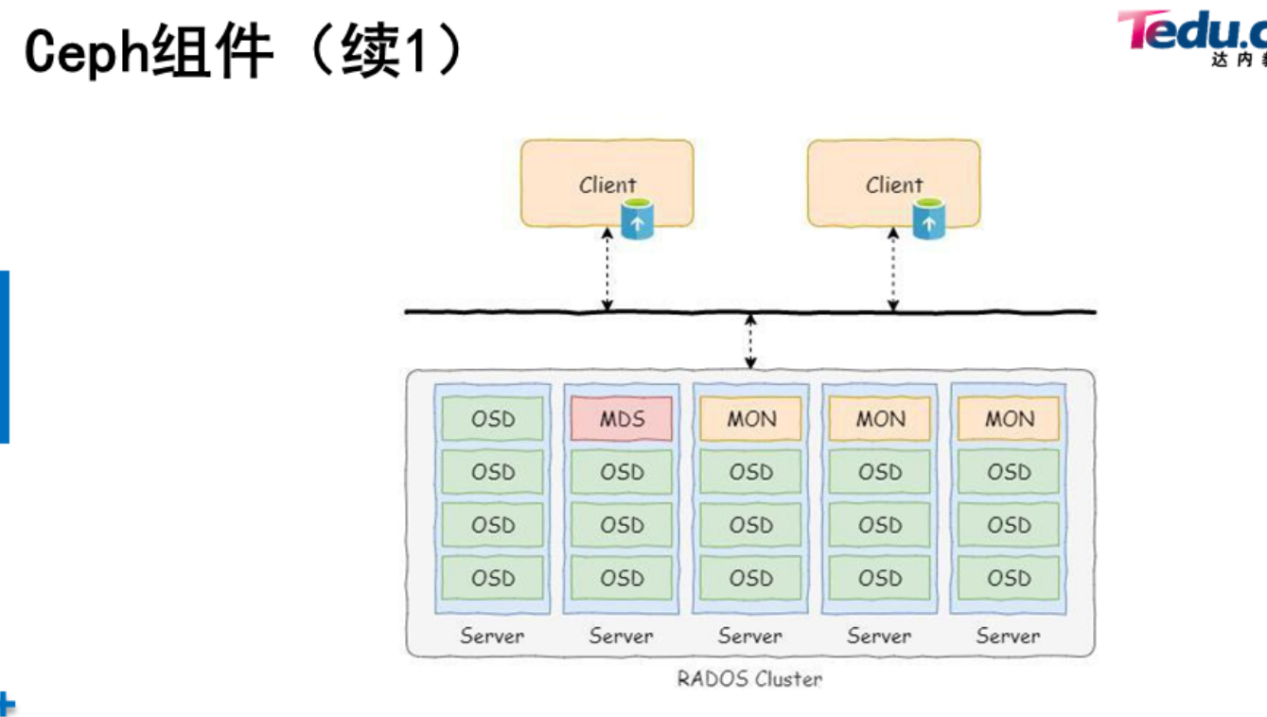 Ceph组件（续1）
Tedu.c
达内教
Client Client
OSD MDS MON MON MON
OSD OSD OSD OSD OSD
OSD OSD OSD OSD OSD
OSD OSD OSD OSD OSD
Server Server Server Server Server
RADOS Cluster